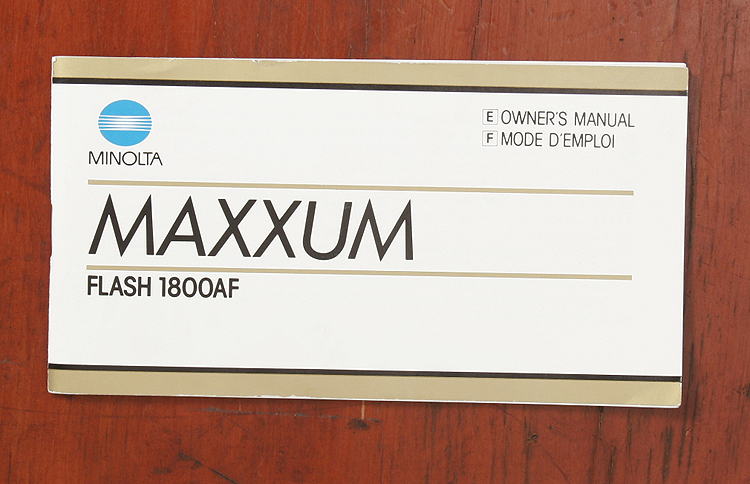 MINOLTA
E OWNER'S MANUAL
F MODE D'EMPLOI
MAXXUM
FLASH 1800AF